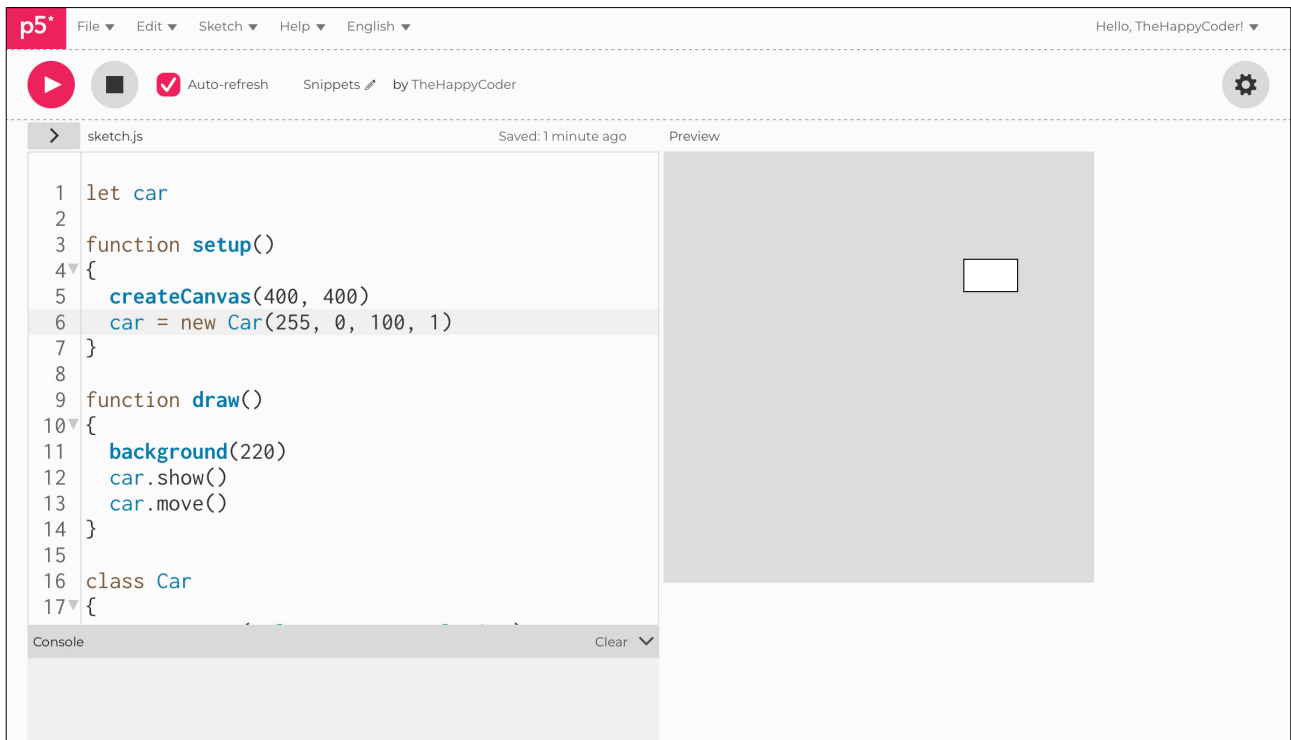 p5* File Edit Sketch Help English Hello, TheHappyCoder!
Auto-refresh Snippets by TheHappyCoder
sketch.js Saved: 1 minute ago Preview
1 let car
2
3 function setup()
4 {
5 createCanvas(400, 400)
6 car = new Car(255, 0, 100, 1)
7 }
8
9 function draw()
10 {
11 background(220)
12 car.show()
13 car.move()
14 }
15
16 class Car
17 {
Console Clear